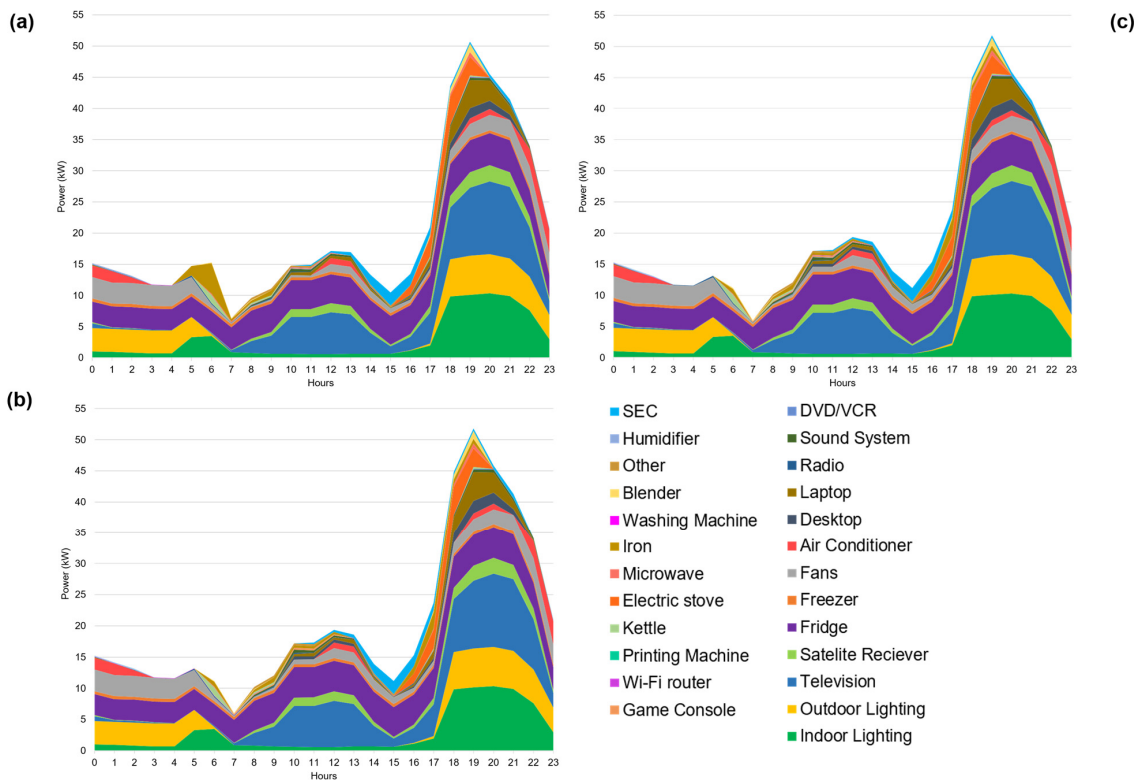 (a)
55
50
45
40
35
30
25
20
15
10
5
0
Power (kW)
0 1 2 3 4 5 6 7 8 9 10 11 12 13 14 15 16 17 18 19 20 21 22 23
Hours
(c)
55
50
45
40
35
30
25
20
15
10
5
0
Power (kW)
0 1 2 3 4 5 6 7 8 9 10 11 12 13 14 15 16 17 18 19 20 21 22 23
Hours
(b)
55
50
45
40
35
30
25
20
15
10
5
0
Power (kW)
0 1 2 3 4 5 6 7 8 9 10 11 12 13 14 15 16 17 18 19 20 21 22 23
Hours
SEC
Humidifier
Other
Blender
Washing Machine
Iron
Microwave
Electric stove
Kettle
Printing Machine
Wi-Fi router
Game Console
DVD/VCR
Sound System
Radio
Laptop
Desktop
Air Conditioner
Fans
Freezer
Fridge
Satelite Reciever
Television
Outdoor Lighting
Indoor Lighting